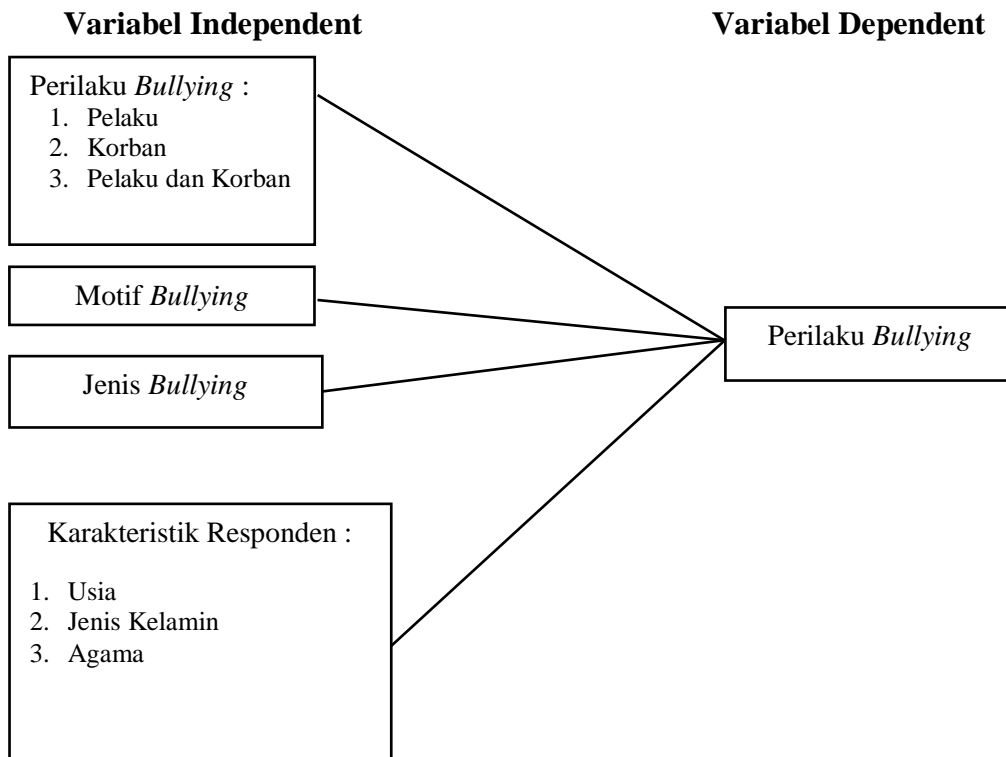 Variabel Independent
Variabel Dependent
Perilaku Bullying :
1. Pelaku
2. Korban
3. Pelaku dan Korban
Motif Bullying
Jenis Bullying
Perilaku Bullying
Karakteristik Responden :
1. Usia
2. Jenis Kelamin
3. Agama